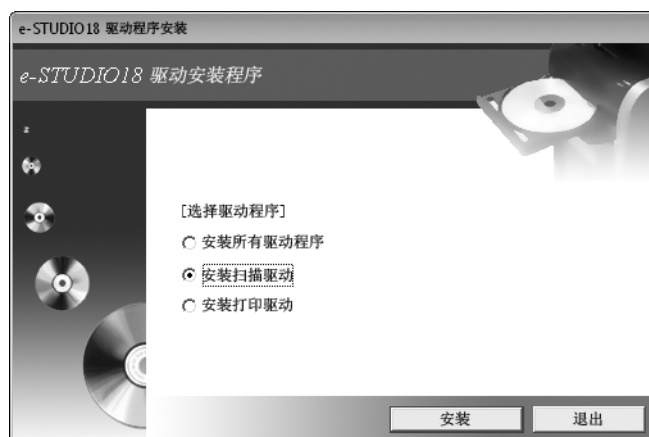 e-STUDIO18 驱动程序安装
e-STUDIO18 驱动安装程序
[选择驱动程序]
安装所有驱动程序
安装扫描驱动
安装打印驱动
安装
退出